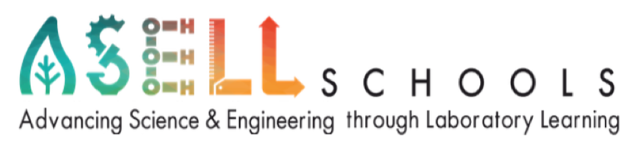 ASELL SCHOOLS
Advancing Science & Engineering through Laboratory Learning